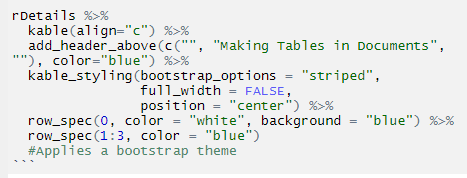 rDetails %>%
  kable(align="c") %>%
  add_header_above(c("", "Making Tables in Documents",
""), color="blue") %>%
  kable_styling(bootstrap_options = "striped",
                full_width = FALSE,
                position = "center") %>%
  row_spec(0, color = "white", background = "blue") %>%
  row_spec(1:3, color = "blue")
  #Applies a bootstrap theme
```